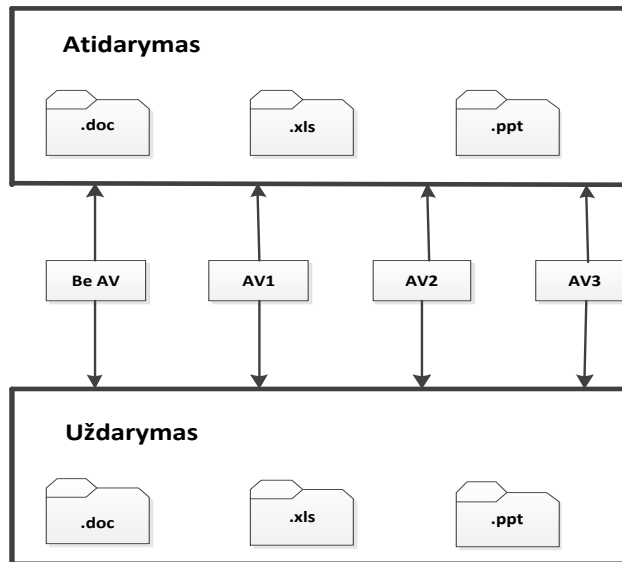 Atidarymas
.doc
.xls
.ppt
Be AV
AV1
AV2
AV3
Uždarymas
.doc
.xls
.ppt